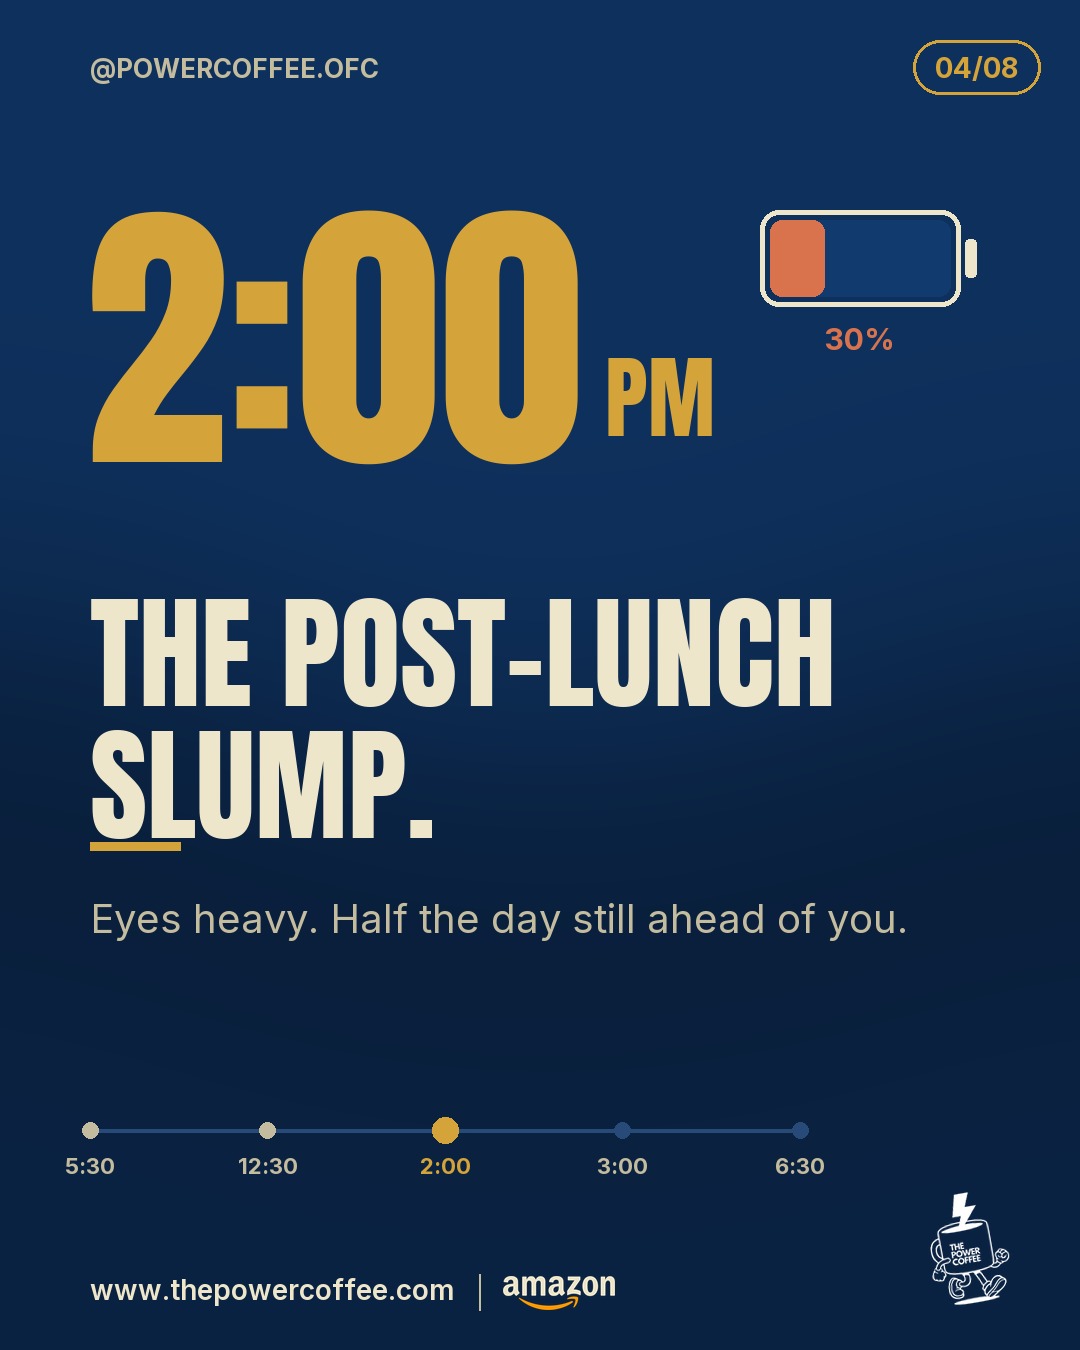 @POWERCOFFEE.OFC
04/08
2:00 PM
30%
THE POST-LUNCH
SLUMP.
Eyes heavy. Half the day still ahead of you.
5:30 12:30 2:00 3:00 6:30
THE
POWER
COFFEE
www.thepowercoffee.com | amazon